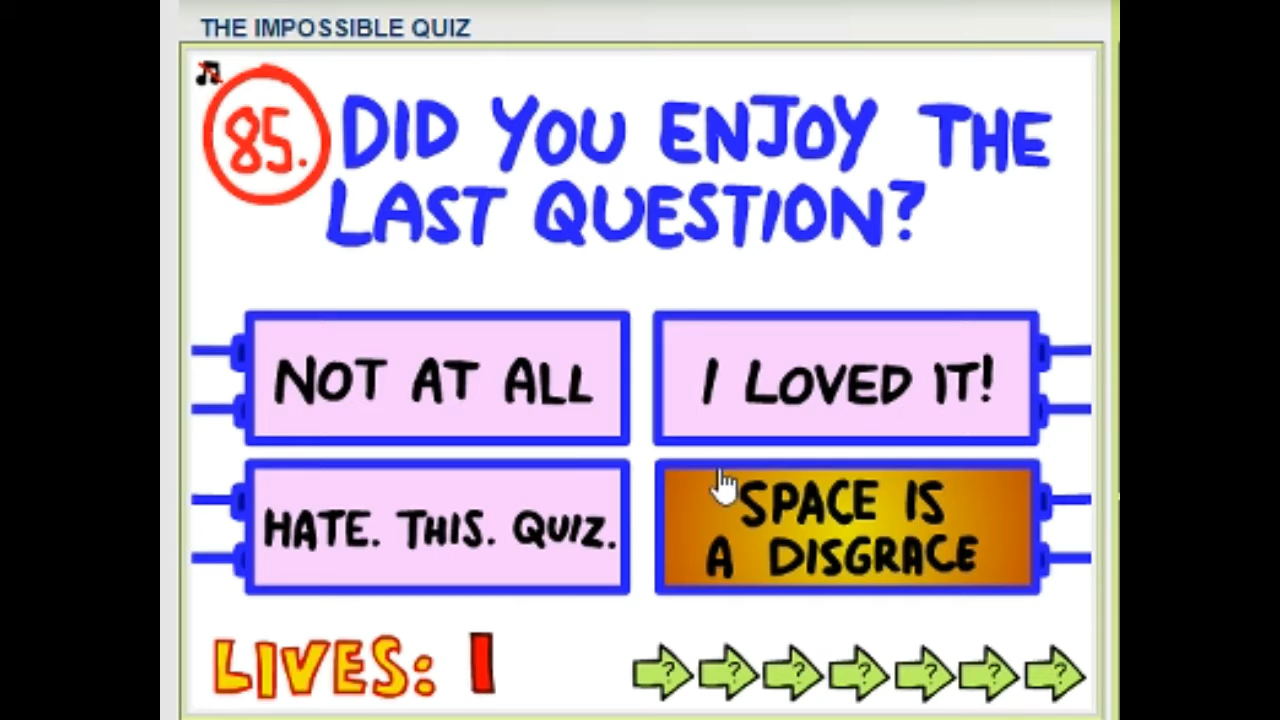 THE IMPOSSIBLE QUIZ
85. DID YOU ENJOY THE
LAST QUESTION?
NOT AT ALL
I LOVED IT!
HATE. THIS. QUIZ.
SPACE IS
A DISGRACE
LIVES: 1
? ? ? ? ? ? ?